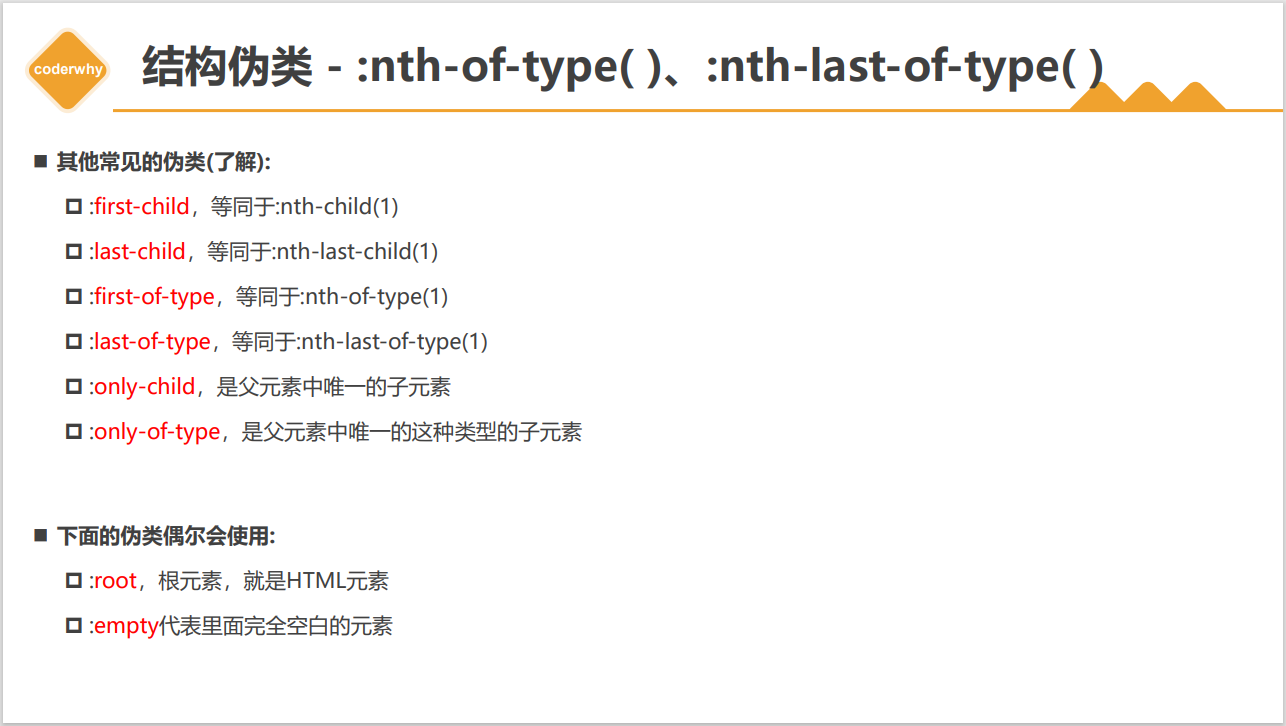 coderwhy
结构伪类 - :nth-of-type( )、:nth-last-of-type( )
其他常见的伪类(了解):
:first-child，等同于:nth-child(1)
:last-child，等同于:nth-last-child(1)
:first-of-type，等同于:nth-of-type(1)
:last-of-type，等同于:nth-last-of-type(1)
:only-child，是父元素中唯一的子元素
:only-of-type，是父元素中唯一的这种类型的子元素
下面的伪类偶尔会使用:
:root，根元素，就是HTML元素
:empty代表里面完全空白的元素